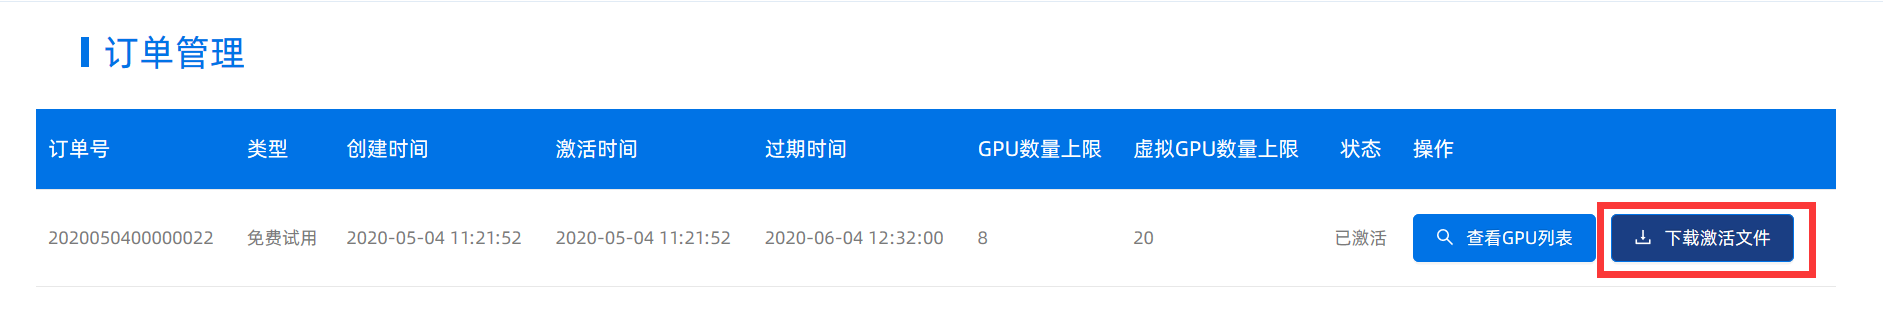 订单管理
订单号 类型 创建时间 激活时间 过期时间 GPU数量上限 虚拟GPU数量上限 状态 操作
2020050400000022 免费试用 2020-05-04 11:21:52 2020-05-04 11:21:52 2020-06-04 12:32:00 8 20 已激活 查看GPU列表 下载激活文件